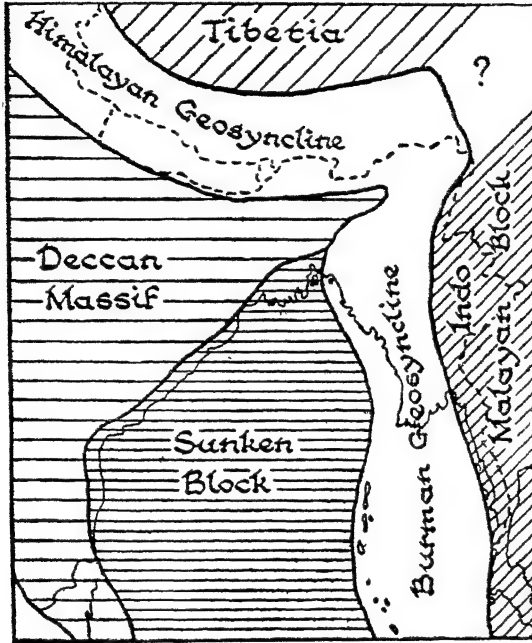 Tibetia
Himalayan Geosyncline
?
Deccan
Massif
Indo
Malayan Block
Burman Geosyncline
Sunken
Block